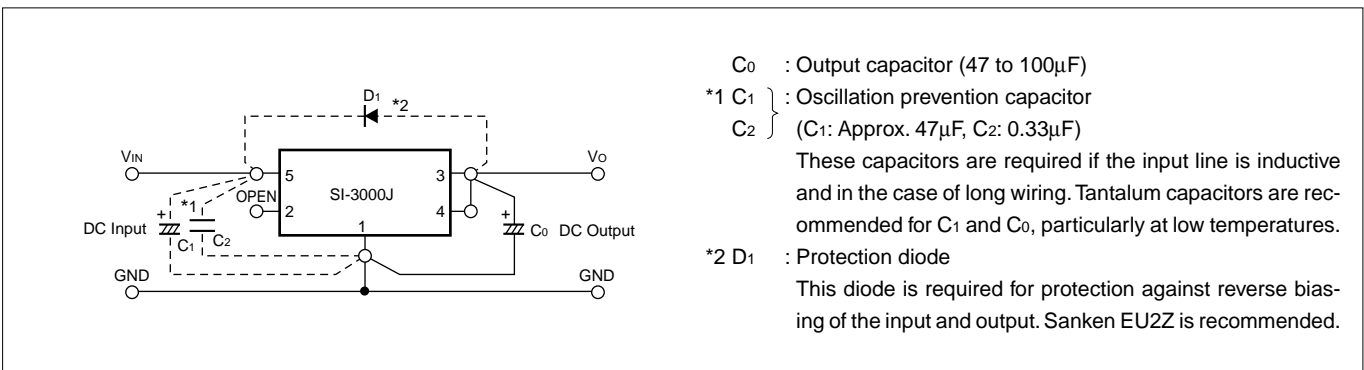 D1
*2
VIN
VO
5
3
OPEN
SI-3000J
*1
2
4
+
1
+
DC Input
C1
C2
C0
DC Output
GND
GND
C0 : Output capacitor (47 to 100μF)
*1 C1 : Oscillation prevention capacitor
C2 (C1: Approx. 47μF, C2: 0.33μF)
These capacitors are required if the input line is inductive
and in the case of long wiring. Tantalum capacitors are rec-
ommended for C1 and C0, particularly at low temperatures.
*2 D1 : Protection diode
This diode is required for protection against reverse bias-
ing of the input and output. Sanken EU2Z is recommended.